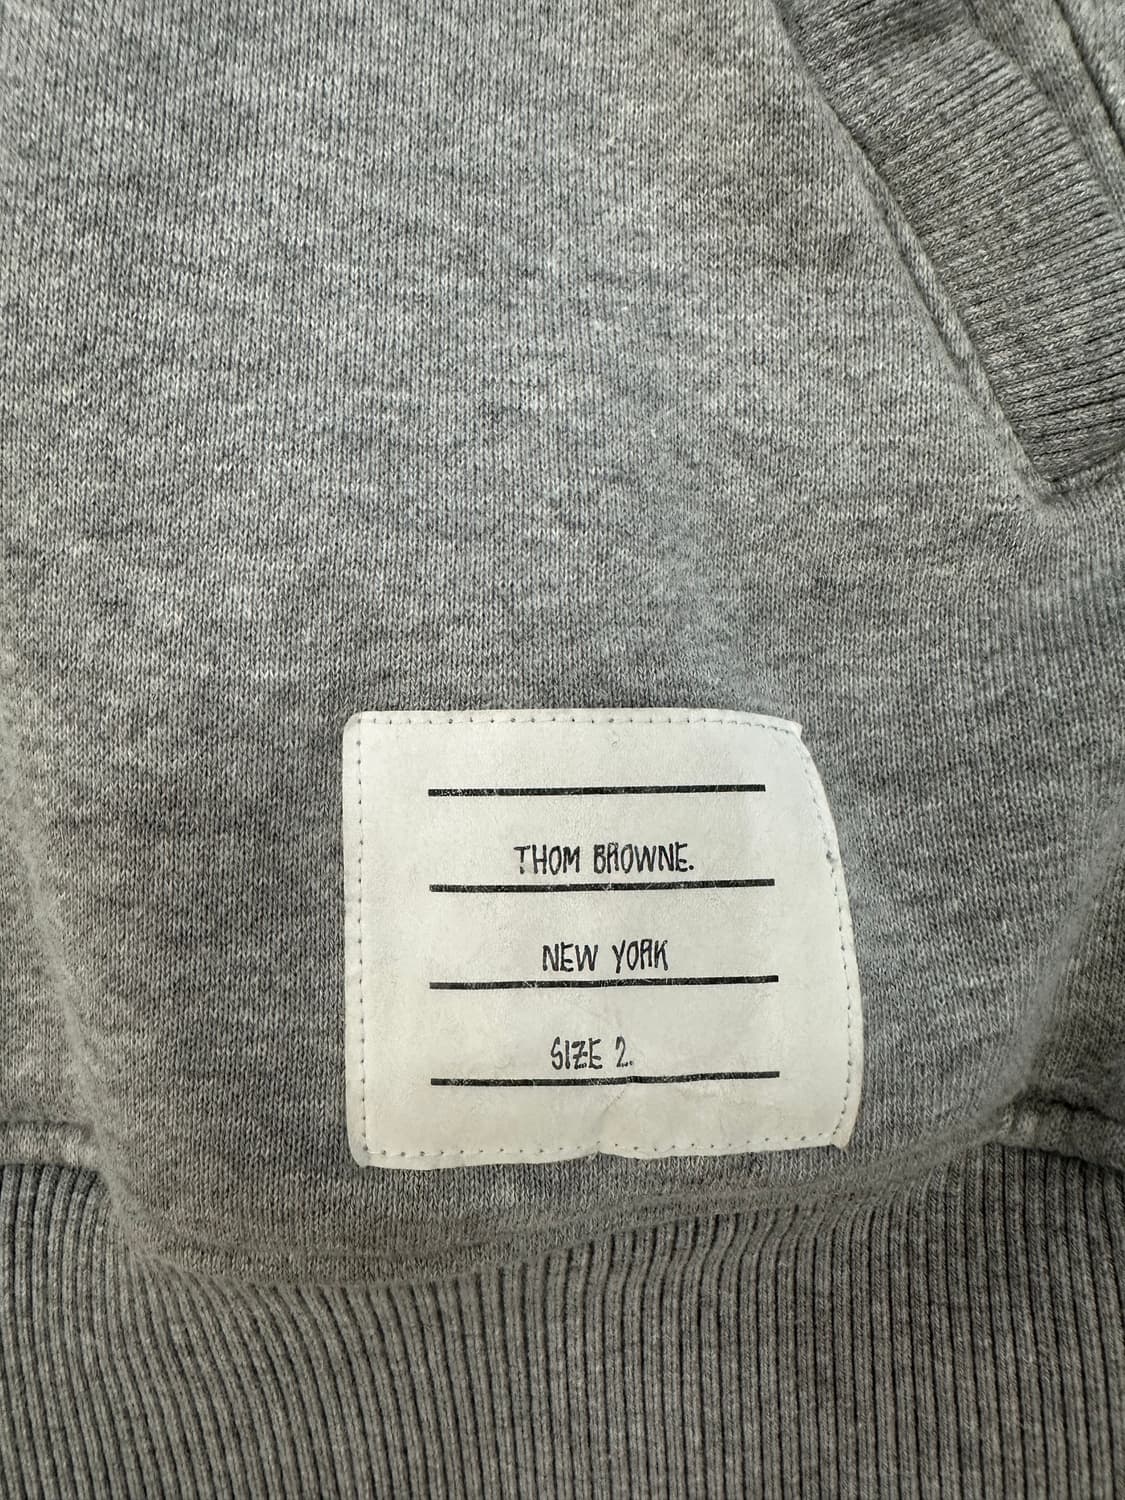 THOM BROWNE.
NEW YORK
SIZE 2.